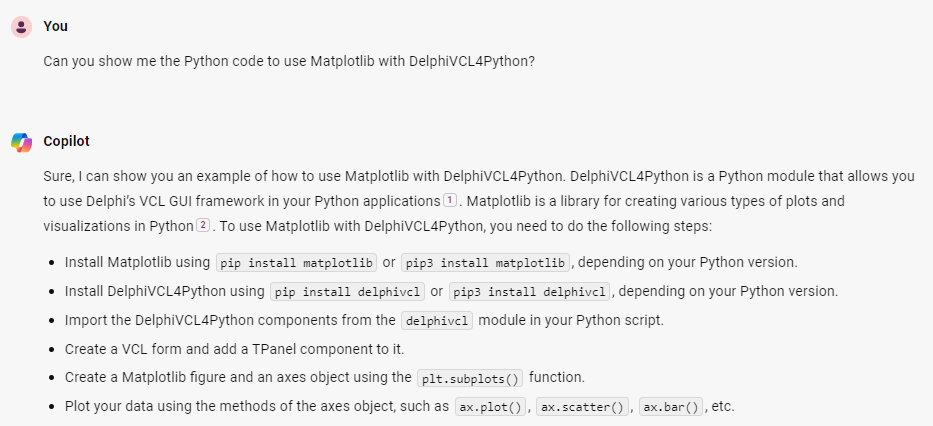 You
Can you show me the Python code to use Matplotlib with DelphiVCL4Python?
Copilot
Sure, I can show you an example of how to use Matplotlib with DelphiVCL4Python. DelphiVCL4Python is a Python module that allows you
to use Delphi’s VCL GUI framework in your Python applications 1 . Matplotlib is a library for creating various types of plots and
visualizations in Python 2 . To use Matplotlib with DelphiVCL4Python, you need to do the following steps:
• Install Matplotlib using pip install matplotlib or pip3 install matplotlib , depending on your Python version.
• Install DelphiVCL4Python using pip install delphivcl or pip3 install delphivcl , depending on your Python version.
• Import the DelphiVCL4Python components from the delphivcl module in your Python script.
• Create a VCL form and add a TPanel component to it.
• Create a Matplotlib figure and an axes object using the plt.subplots() function.
• Plot your data using the methods of the axes object, such as ax.plot() , ax.scatter() , ax.bar() , etc.